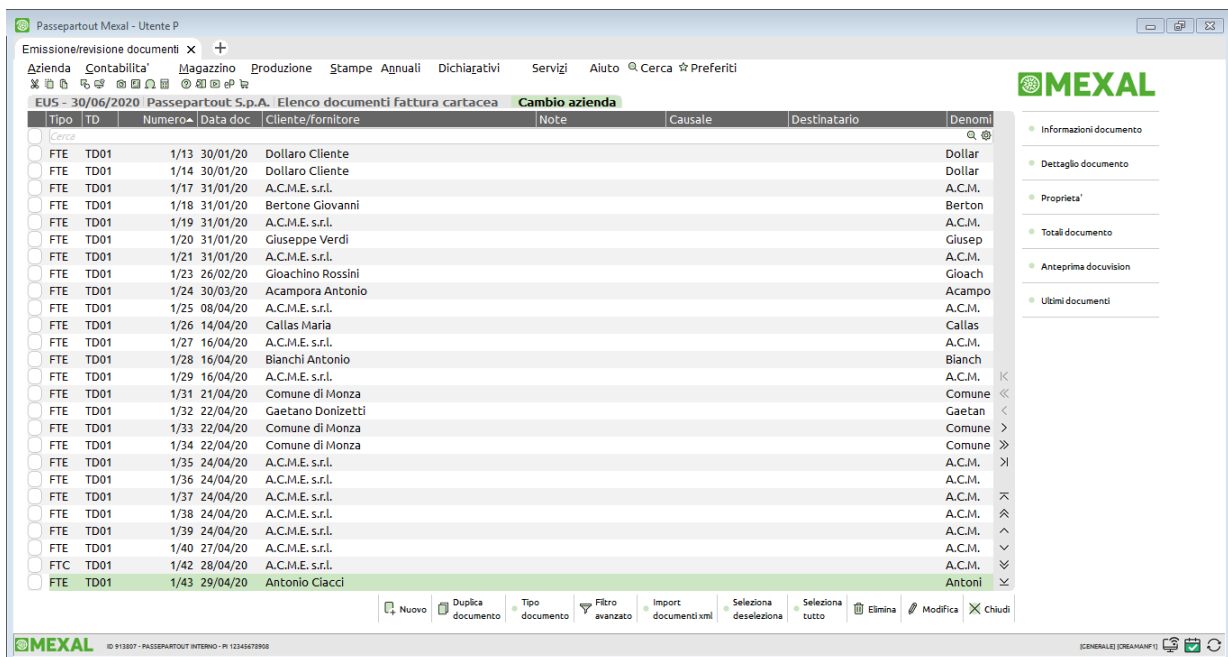 Passepartout Mexal - Utente P
Emissione/revisione documenti
Azienda Contabilita' Magazzino Produzione Stampe Annuali Dichiarativi Servizi Aiuto Cerca Preferiti
MEXAL
EUS - 30/06/2020 Passepartout S.p.A. Elenco documenti fattura cartacea Cambio azienda
Tipo TD Numero Data doc Cliente/fornitore Note Causale Destinatario Denomi
Cerca
FTE TD01 1/13 30/01/20 Dollaro Cliente Dollar
FTE TD01 1/14 30/01/20 Dollaro Cliente Dollar
FTE TD01 1/17 31/01/20 A.C.M.E. s.r.l. A.C.M.
FTE TD01 1/18 31/01/20 Bertone Giovanni Berton
FTE TD01 1/19 31/01/20 A.C.M.E. s.r.l. A.C.M.
FTE TD01 1/20 31/01/20 Giuseppe Verdi Giusep
FTE TD01 1/21 31/01/20 A.C.M.E. s.r.l. A.C.M.
FTE TD01 1/23 26/02/20 Gioachino Rossini Gioach
FTE TD01 1/24 30/03/20 Acampora Antonio Acampo
FTE TD01 1/25 08/04/20 A.C.M.E. s.r.l. A.C.M.
FTE TD01 1/26 14/04/20 Callas Maria Callas
FTE TD01 1/27 16/04/20 A.C.M.E. s.r.l. A.C.M.
FTE TD01 1/28 16/04/20 Bianchi Antonio Bianch
FTE TD01 1/29 16/04/20 A.C.M.E. s.r.l. A.C.M.
FTE TD01 1/31 21/04/20 Comune di Monza Comune
FTE TD01 1/32 22/04/20 Gaetano Donizetti Gaetan
FTE TD01 1/33 22/04/20 Comune di Monza Comune
FTE TD01 1/34 22/04/20 Comune di Monza Comune
FTE TD01 1/35 24/04/20 A.C.M.E. s.r.l. A.C.M.
FTE TD01 1/36 24/04/20 A.C.M.E. s.r.l. A.C.M.
FTE TD01 1/37 24/04/20 A.C.M.E. s.r.l. A.C.M.
FTE TD01 1/38 24/04/20 A.C.M.E. s.r.l. A.C.M.
FTE TD01 1/39 24/04/20 A.C.M.E. s.r.l. A.C.M.
FTE TD01 1/40 27/04/20 A.C.M.E. s.r.l. A.C.M.
FTC TD01 1/42 28/04/20 A.C.M.E. s.r.l. A.C.M.
FTE TD01 1/43 29/04/20 Antonio Ciacci Antoni
Informazioni documento
Dettaglio documento
Proprieta'
Totali documento
Anteprima docuvision
Ultimi documenti
Nuovo
Duplica
documento
Tipo
documento
Filtro
avanzato
Import
documenti xml
Seleziona
deseleziona
Seleziona
tutto
Elimina
Modifica
Chiudi
MEXAL ID 913807 - PASSEPARTOUT INTERNO - PI 12345678908 [GENERALE] [CREAMANF1]